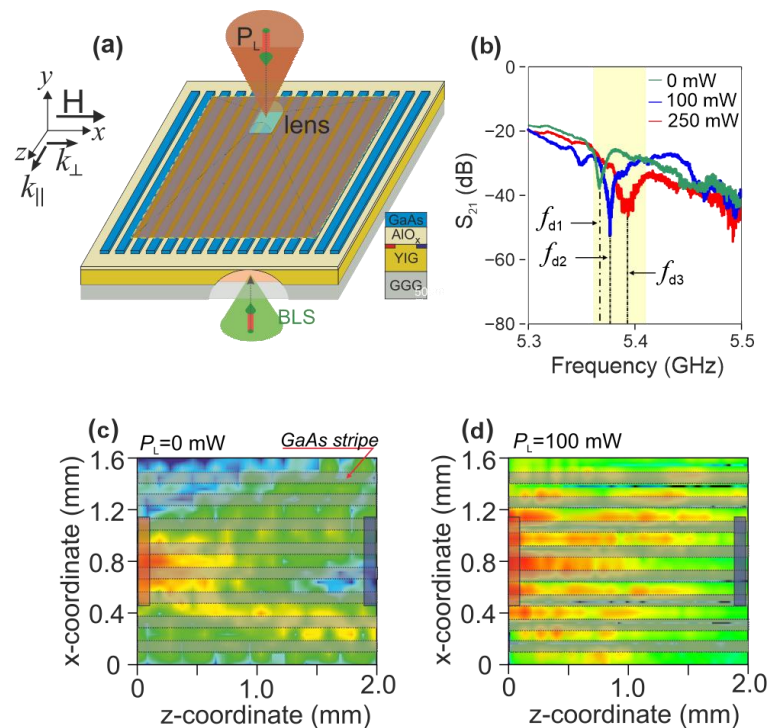 (a)
P_L
y
H
x
z
k_⊥
k_||
lens
GaAs
AlO_x
YIG
GGG
BLS
(b)
0
−20
−40
−60
−80
S_21 (dB)
0 mW
100 mW
250 mW
f_d1
f_d2
f_d3
5.3
5.4
5.5
Frequency (GHz)
(c)
P_L=0 mW
GaAs stripe
1.6
1.2
0.8
0.4
0
x-coordinate (mm)
0
1.0
2.0
z-coordinate (mm)
(d)
P_L=100 mW
1.6
1.2
0.8
0.4
0
x-coordinate (mm)
0
1.0
2.0
z-coordinate (mm)